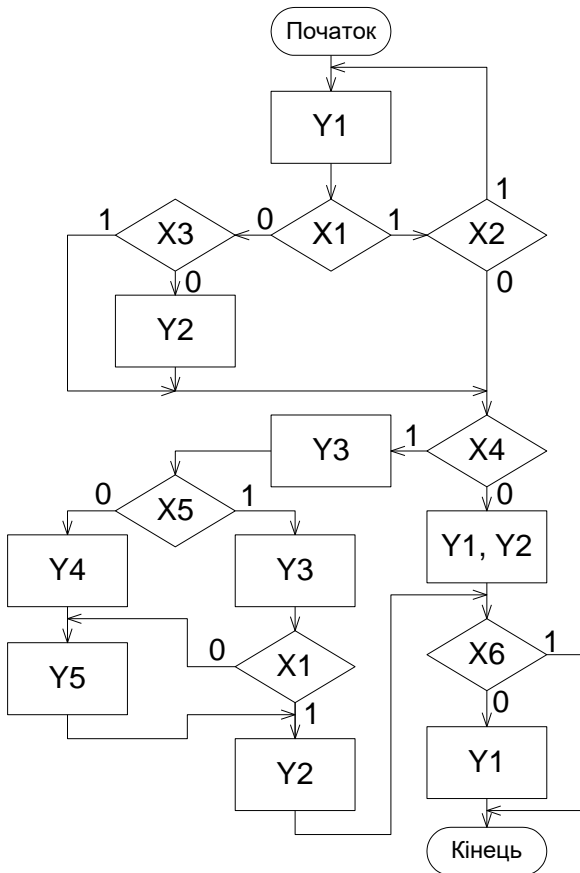 Початок
Y1
1 0 1 1
X3 X1 X2
0 0
Y2
1
Y3 X4
0 1 0
X5
Y4 Y3 Y1, Y2
0 X1 X6 1
Y5
1 0
Y2 Y1
Кінець